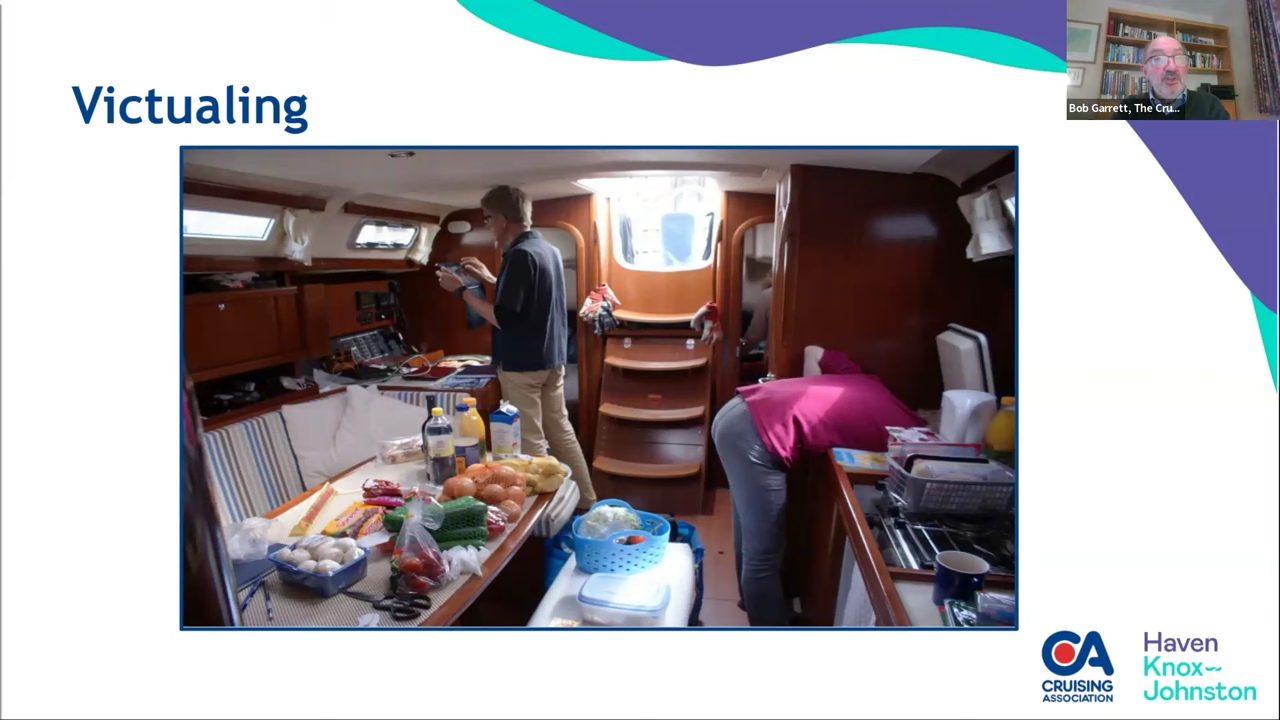 Victualing
Bob Garrett, The Cru...
CA
CRUISING
ASSOCIATION
Haven
Knox~
Johnston